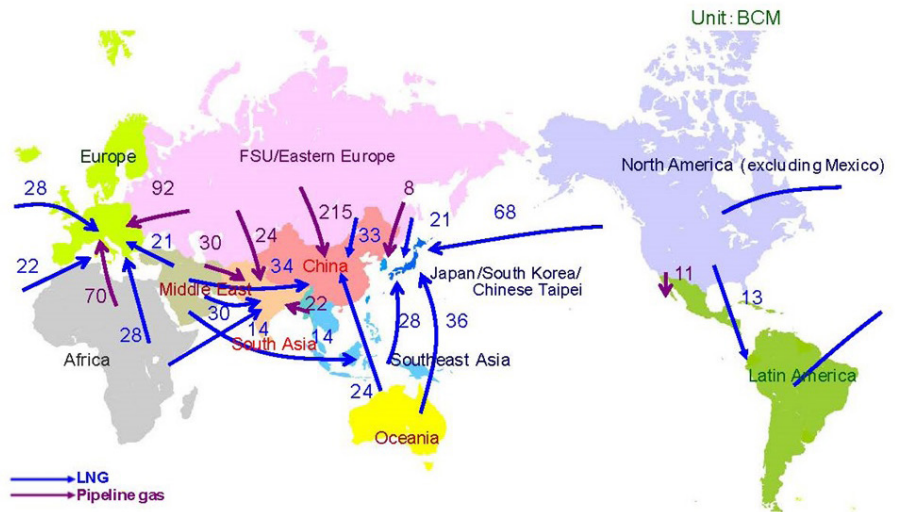 Unit: BCM
Europe
FSU/Eastern Europe
North America (excluding Mexico)
28
92
215
8
21
68
33
21
30
24
34
China
Japan/South Korea/
Chinese Taipei
22
Middle East
11
70
30
22
13
28
14
South Asia
14
28
36
Africa
Southeast Asia
Latin America
24
Oceania
LNG
Pipeline gas